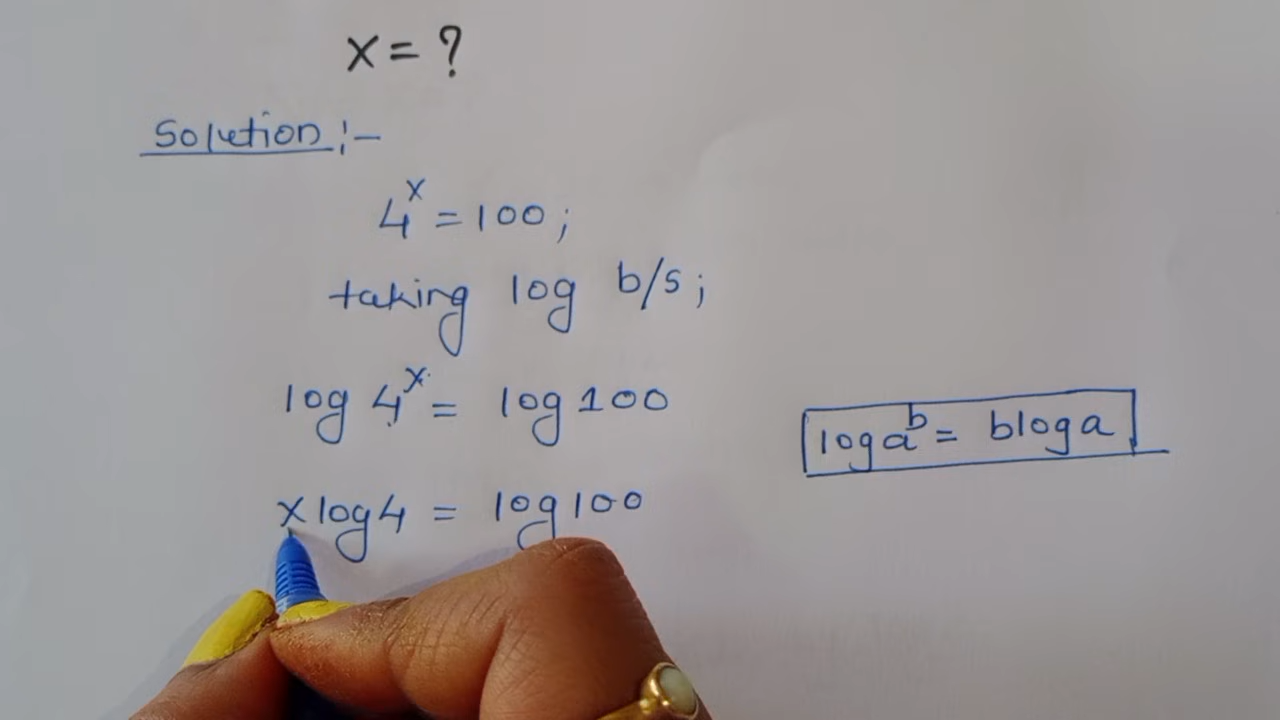 x = ?
Solution :-
4^x = 100;
taking log b/s;
log 4^x = log 100
log a^b = b log a
x log 4 = log 100